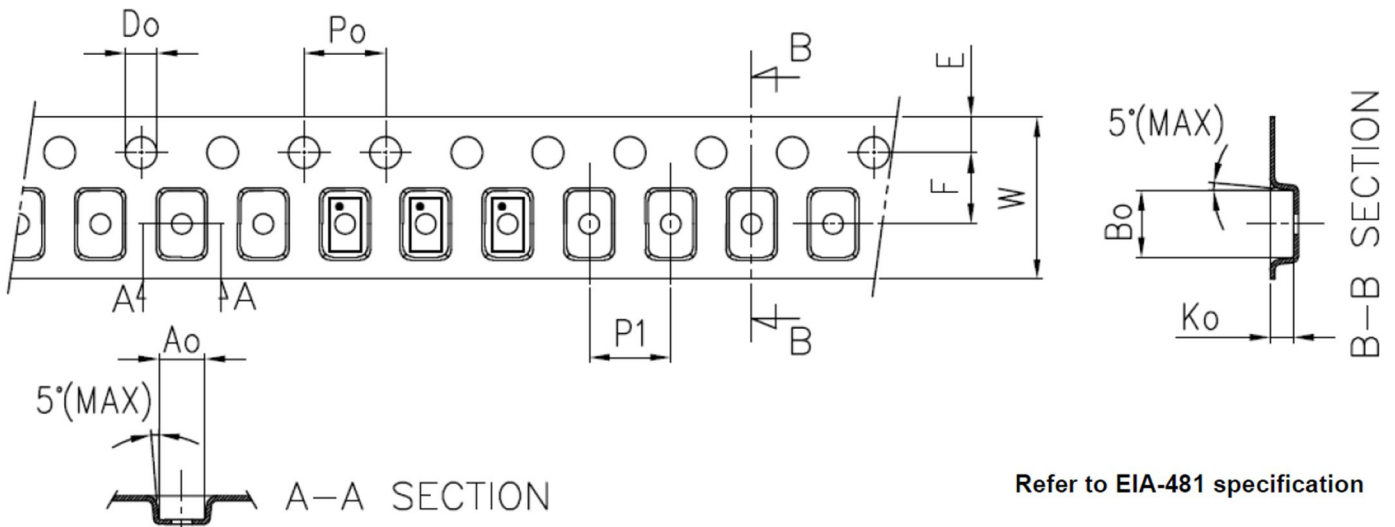 Do
Po
B
E
F
W
A
A
P1
B
Ao
5°(MAX)
A-A SECTION
5°(MAX)
Bo
Ko
B-B SECTION
Refer to EIA-481 specification